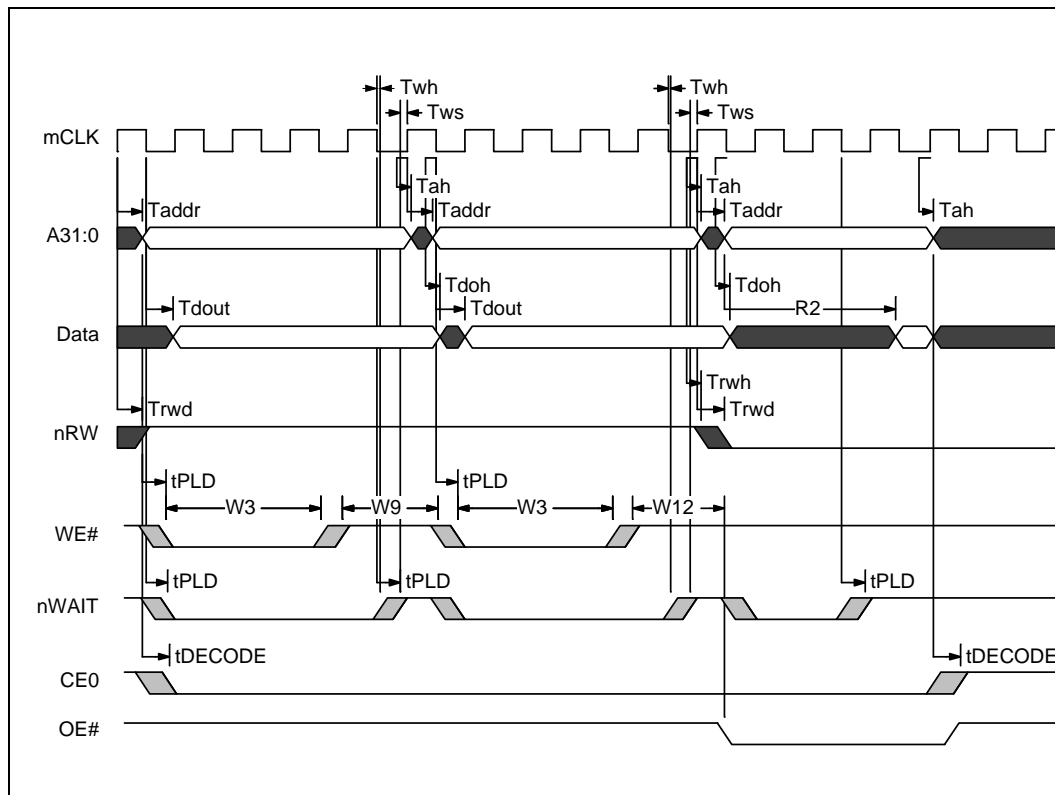 Twh
Twh
Tws
Tws
mCLK
Tah
Tah
Taddr
Taddr
Taddr
Tah
A31:0
Tdoh
Tdoh
Tdout
Tdout
R2
Data
Trwh
Trwd
Trwd
nRW
tPLD
tPLD
W3
W9
W3
W12
WE#
tPLD
tPLD
tPLD
nWAIT
tDECODE
tDECODE
CE0
OE#